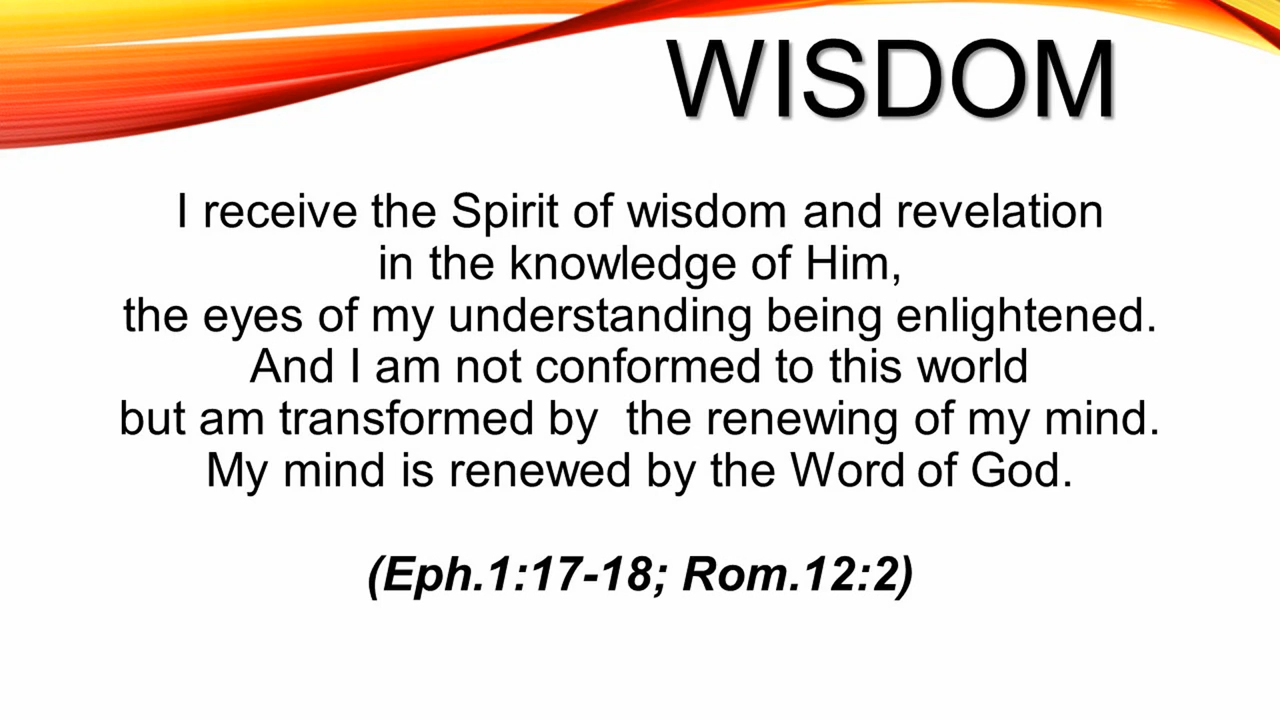 WISDOM
I receive the Spirit of wisdom and revelation
in the knowledge of Him,
the eyes of my understanding being enlightened.
And I am not conformed to this world
but am transformed by  the renewing of my mind.
My mind is renewed by the Word of God.
(Eph.1:17-18; Rom.12:2)